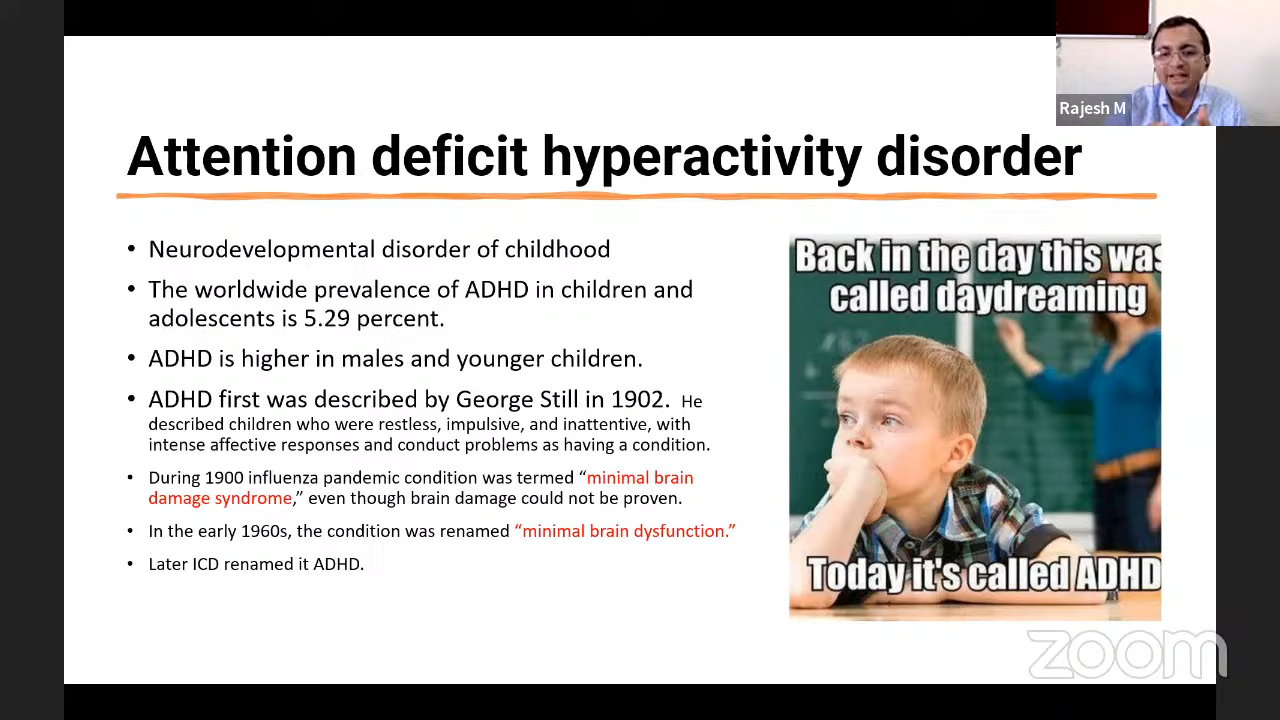 Rajesh M
Attention deficit hyperactivity disorder
• Neurodevelopmental disorder of childhood
• The worldwide prevalence of ADHD in children and
adolescents is 5.29 percent.
• ADHD is higher in males and younger children.
• ADHD first was described by George Still in 1902. He
described children who were restless, impulsive, and inattentive, with
intense affective responses and conduct problems as having a condition.
• During 1900 influenza pandemic condition was termed “minimal brain
damage syndrome,” even though brain damage could not be proven.
• In the early 1960s, the condition was renamed “minimal brain dysfunction.”
• Later ICD renamed it ADHD.
Back in the day this was
called daydreaming
Today it's called ADHD
zoom